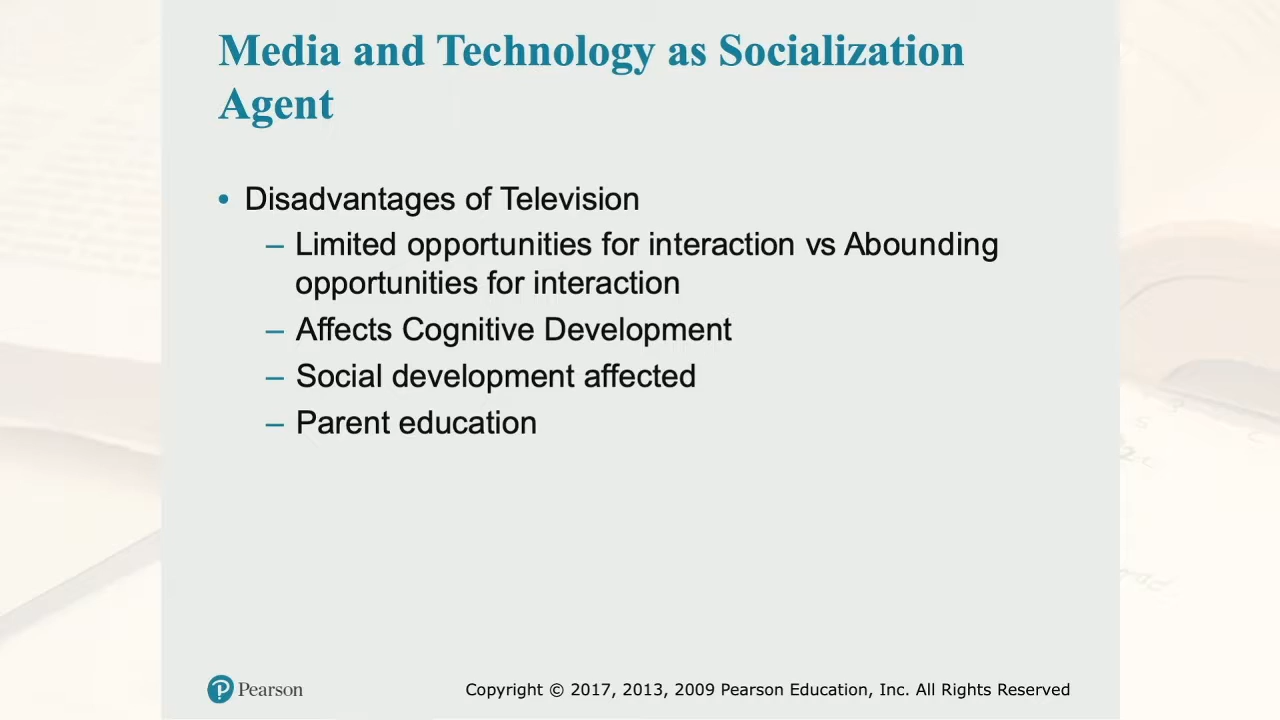 Media and Technology as Socialization
Agent
• Disadvantages of Television
– Limited opportunities for interaction vs Abounding
opportunities for interaction
– Affects Cognitive Development
– Social development affected
– Parent education
Pearson
Copyright © 2017, 2013, 2009 Pearson Education, Inc. All Rights Reserved